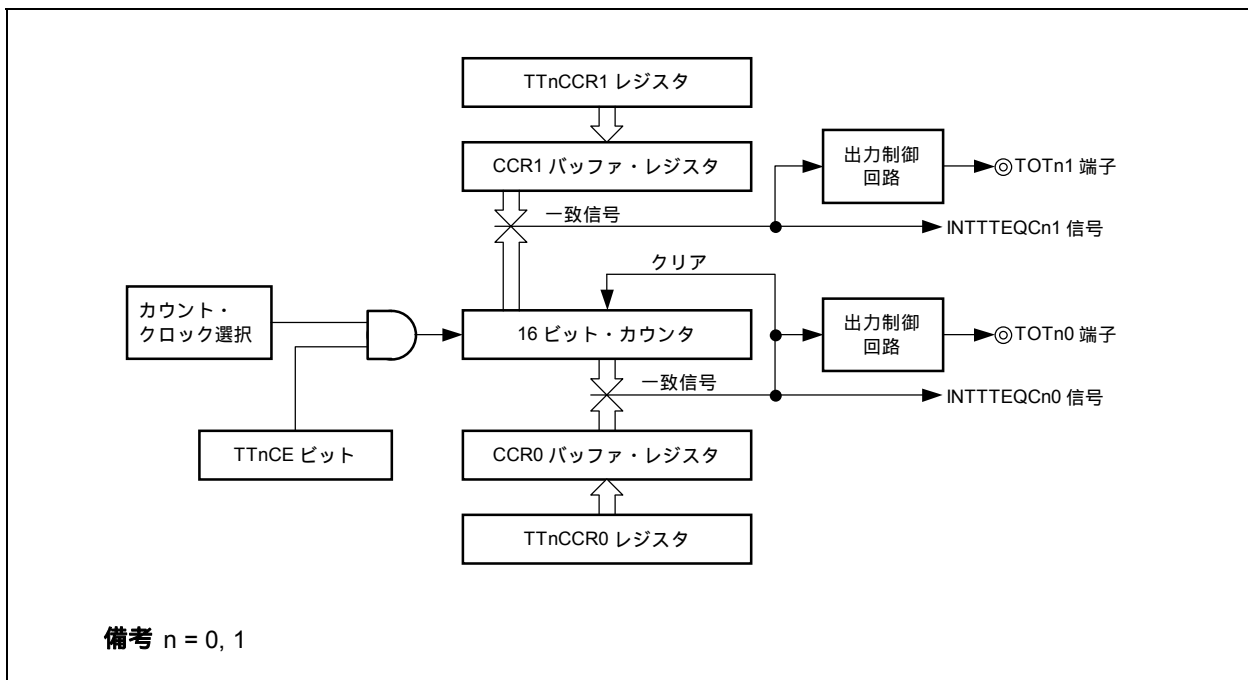 TTnCCR1 レジスタ
CCR1 バッファ・レジスタ
出力制御
回路
TOTn1 端子
一致信号
INTTTEQCn1 信号
クリア
カウント・
クロック選択
16 ビット・カウンタ
出力制御
回路
TOTn0 端子
一致信号
INTTTEQCn0 信号
TTnCE ビット
CCR0 バッファ・レジスタ
TTnCCR0 レジスタ
備考 n = 0, 1